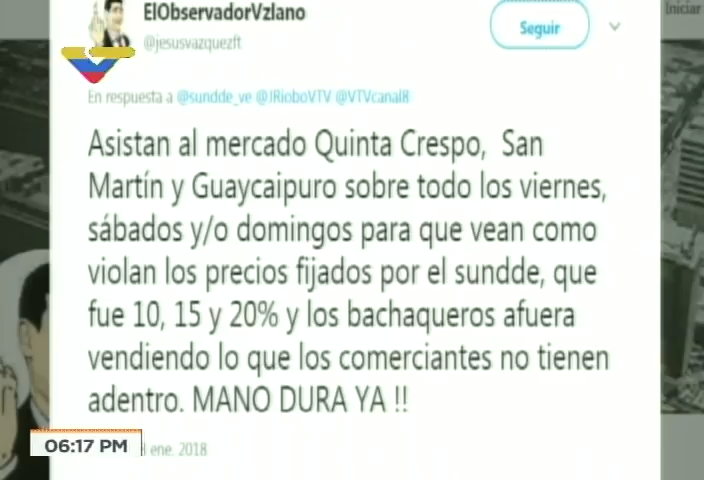 Iniciar
ElObservadorVzlano
@jesusvazquezft
Seguir
En respuesta a @sundde_ve @JRioboVTV @VTVcanal8
Asistan al mercado Quinta Crespo, San
Martín y Guaycaipuro sobre todo los viernes,
sábados y/o domingos para que vean como
violan los precios fijados por el sundde, que
fue 10, 15 y 20% y los bachaqueros afuera
vendiendo lo que los comerciantes no tienen
adentro. MANO DURA YA !!
06:17 PM
ene. 2018